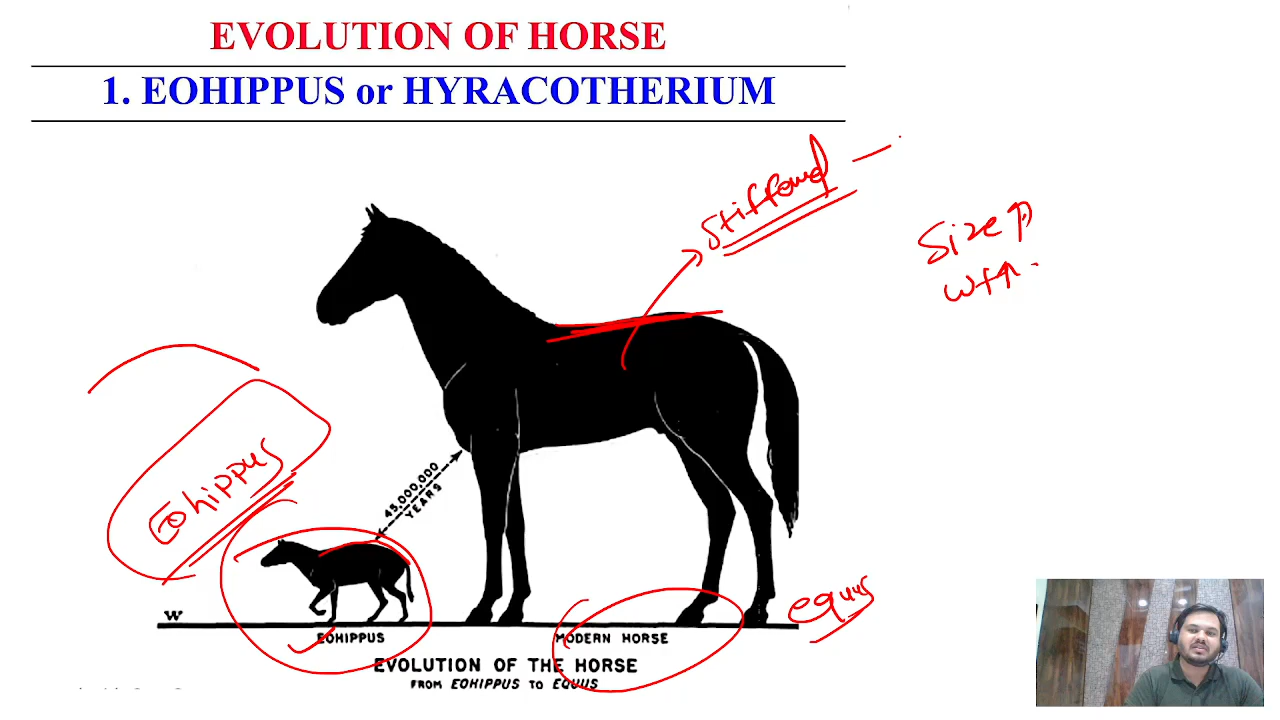 EVOLUTION OF HORSE
1. EOHIPPUS or HYRACOTHERIUM
Stiffened
Size ↑
wt ↑
Eohippus
45,000,000
YEARS
equus
W
EOHIPPUS
MODERN HORSE
EVOLUTION OF THE HORSE
FROM EOHIPPUS TO EQUUS